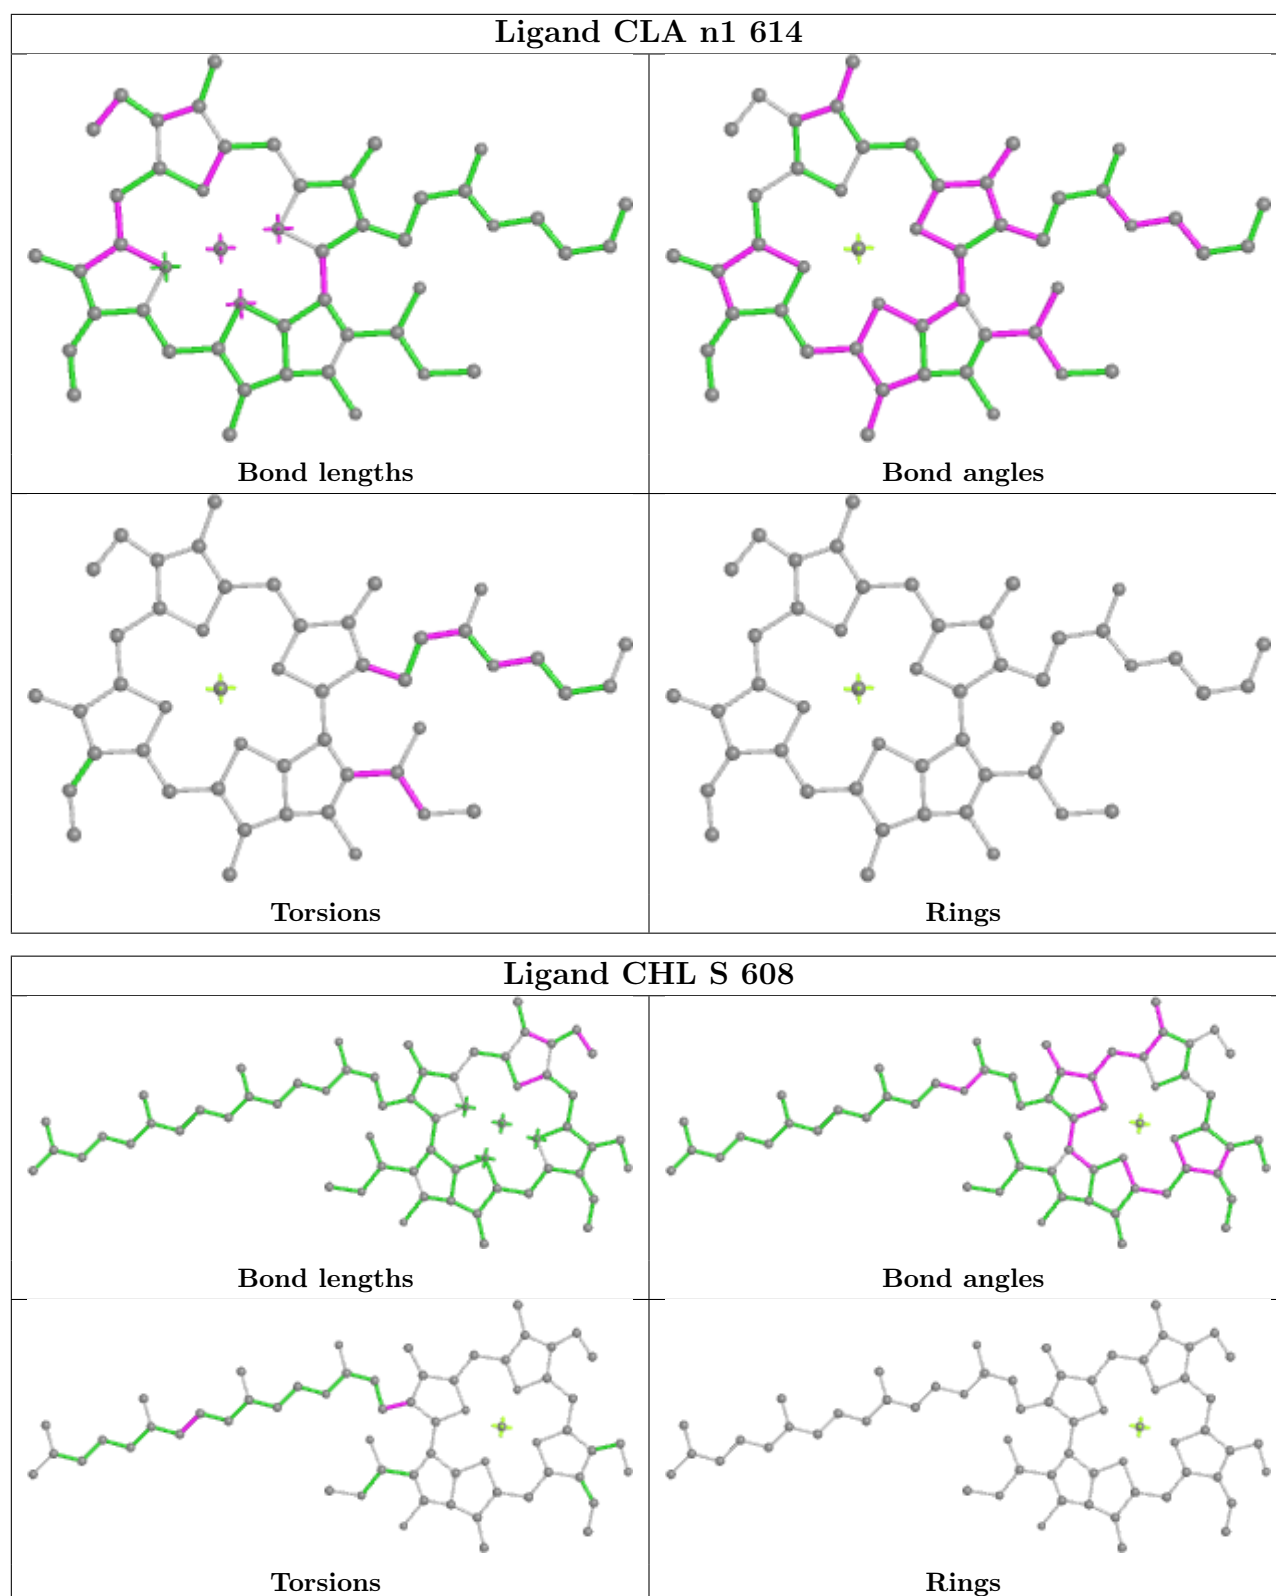 Ligand CLA n1 614
Bond lengths
Bond angles
Torsions
Rings
Ligand CHL S 608
Bond lengths
Bond angles
Torsions
Rings